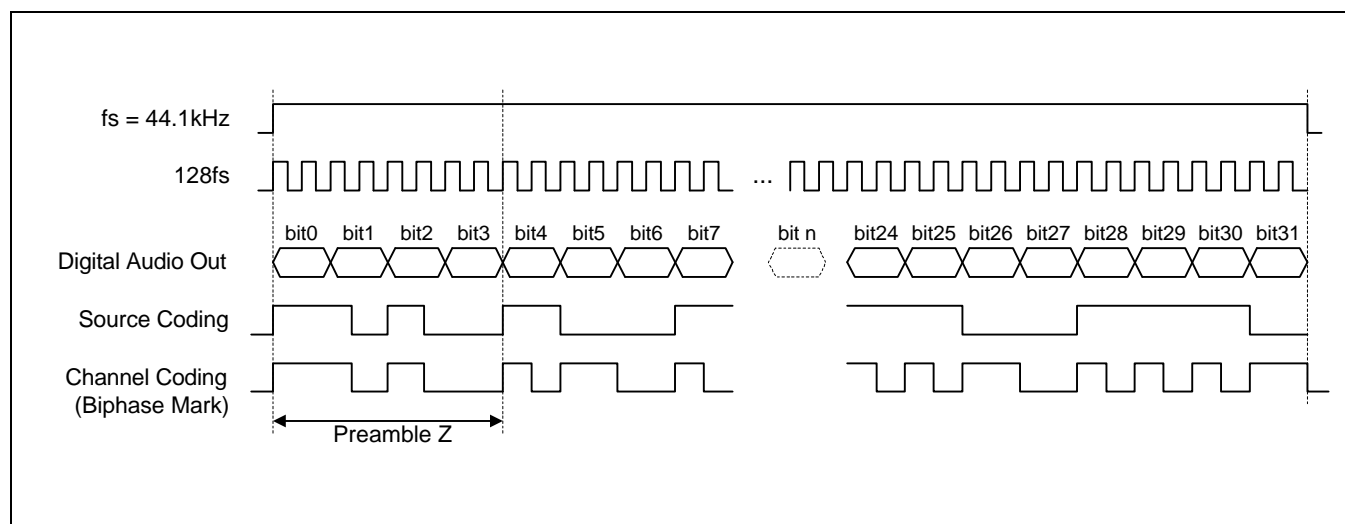 fs = 44.1kHz
128fs
...
bit0 bit1 bit2 bit3 bit4 bit5 bit6 bit7 bit n bit24 bit25 bit26 bit27 bit28 bit29 bit30 bit31
Digital Audio Out
Source Coding
Channel Coding
(Biphase Mark)
Preamble Z